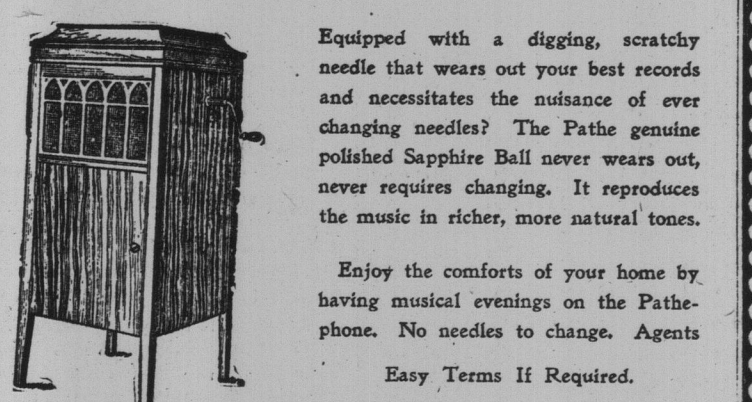 Equipped with a digging, scratchy
needle that wears out your best records
and necessitates the nuisance of ever
changing needles? The Pathe genuine
polished Sapphire Ball never wears out,
never requires changing. It reproduces
the music in richer, more natural tones.
Enjoy the comforts of your home by
having musical evenings on the Pathe-
phone. No needles to change. Agents
Easy Terms If Required.